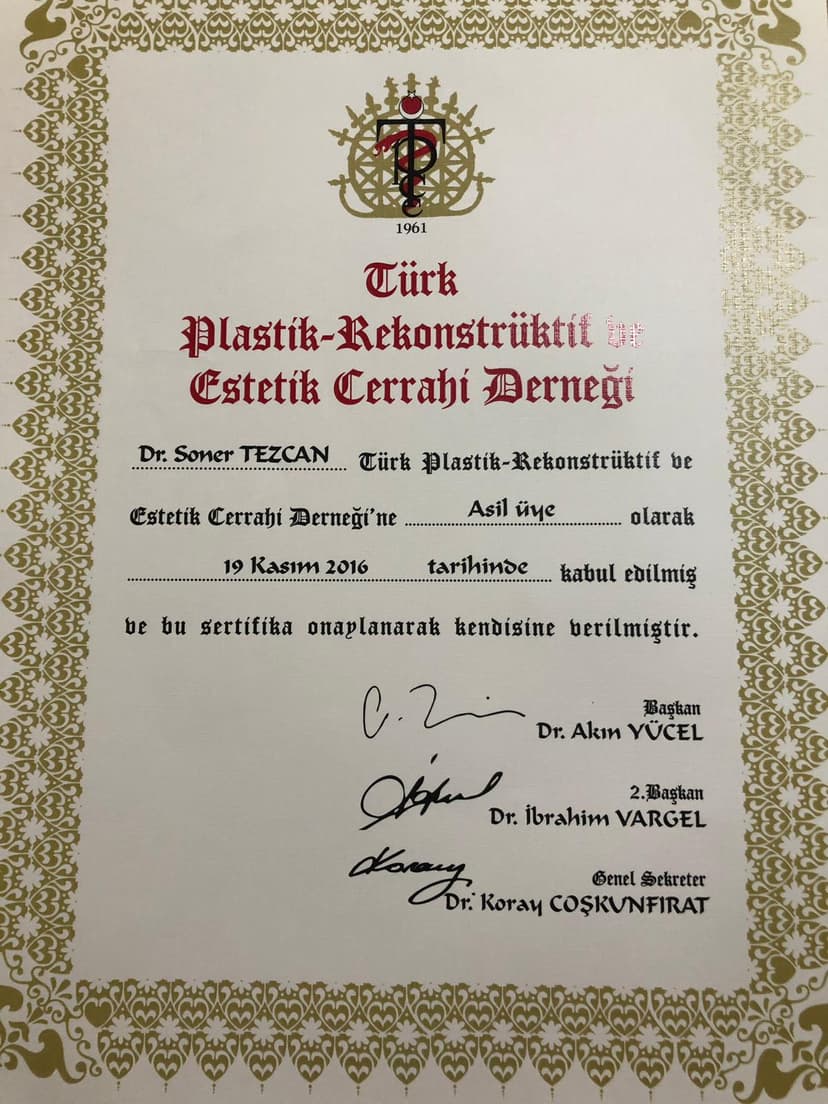 1961
Türk
Plastik-Rekonstrüktif ve
Estetik Cerrahi Derneği
Dr. Soner TEZCAN Türk Plastik-Rekonstrüktif ve
Estetik Cerrahi Derneği'ne Asil üye olarak
19 Kasım 2016 tarihinde kabul edilmiş
ve bu sertifika onaylanarak kendisine verilmiştir.
Başkan
Dr. Akın YÜCEL
2.Başkan
Dr. İbrahim VARGEL
Genel Sekreter
Dr. Koray COŞKUNFIRAT